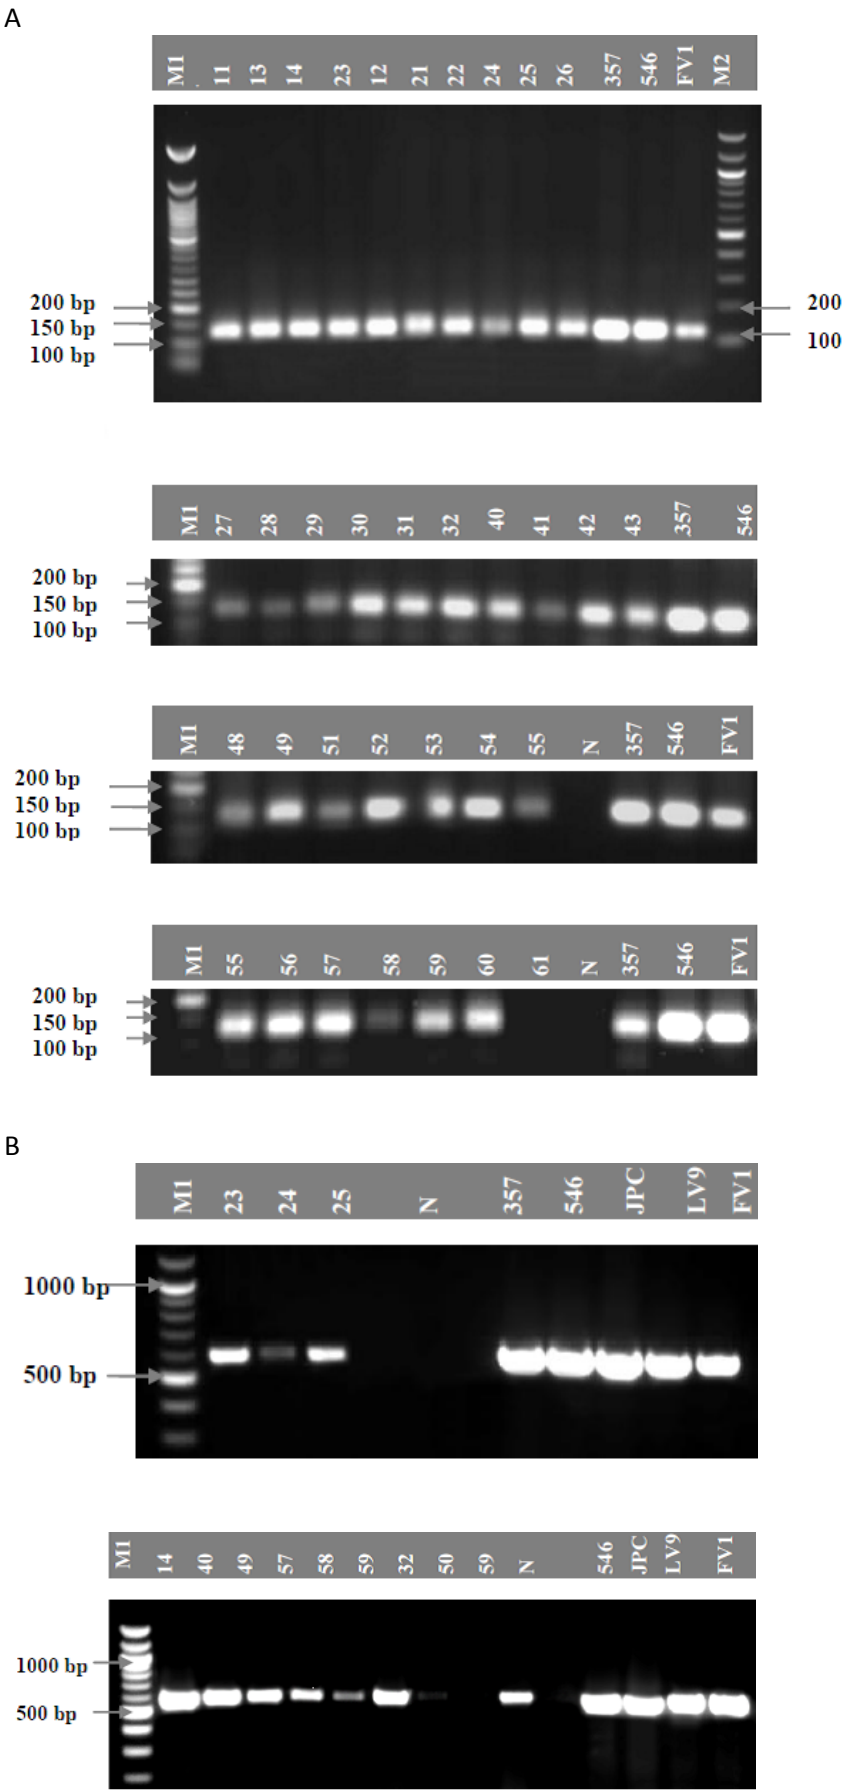 A
M1 11 13 14 23 12 21 22 24 25 26 357 546 FV1 M2
200 bp 200
150 bp
100 bp 100
M1 27 28 29 30 31 32 40 41 42 43 357 546
200 bp
150 bp
100 bp
M1 48 49 51 52 53 54 55 N 357 546 FV1
200 bp
150 bp
100 bp
M1 55 56 57 58 59 60 61 N 357 546 FV1
200 bp
150 bp
100 bp
B
M1 23 24 25 N 357 546 JPC LV9 FV1
1000 bp
500 bp
M1 14 40 49 57 58 59 32 50 59 N 546 JPC LV9 FV1
1000 bp
500 bp